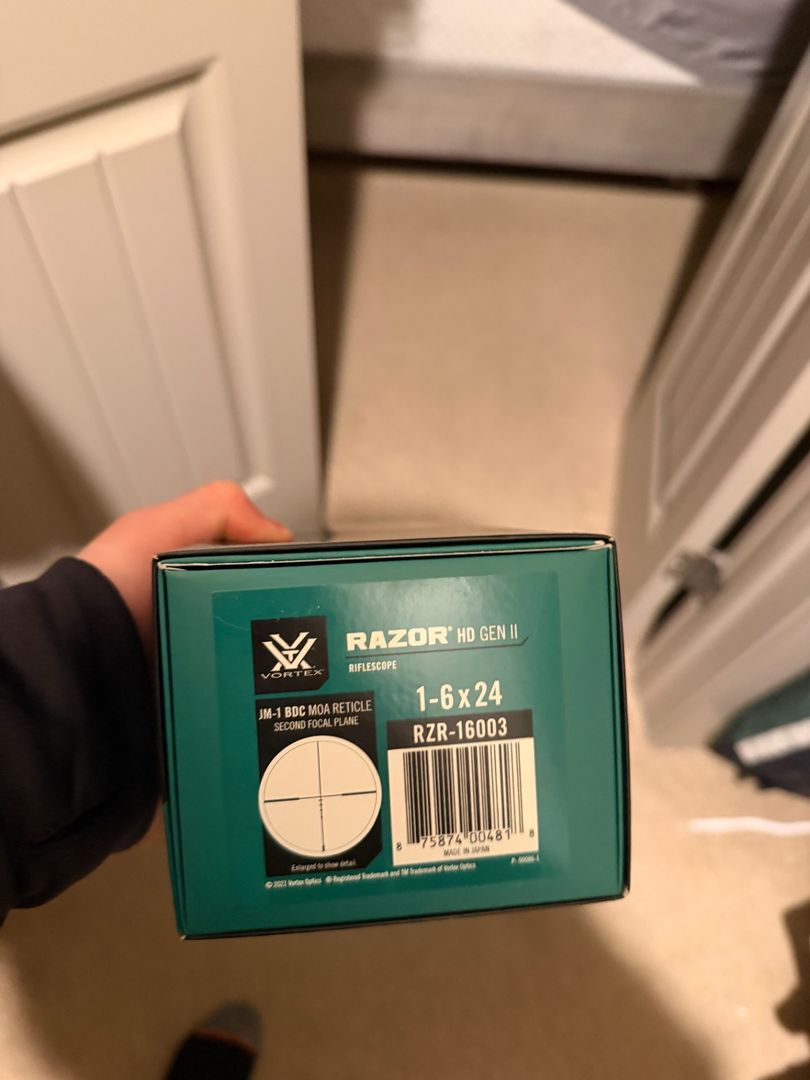 VORTEX®
RAZOR® HD GEN II
RIFLESCOPE
JM-1 BDC MOA RETICLE
SECOND FOCAL PLANE
1-6x24
RZR-16003
8 75874 00481 8
MADE IN JAPAN
Enlarged to show detail.
© 2021 Vortex Optics ® Registered Trademark and TM Trademark of Vortex Optics